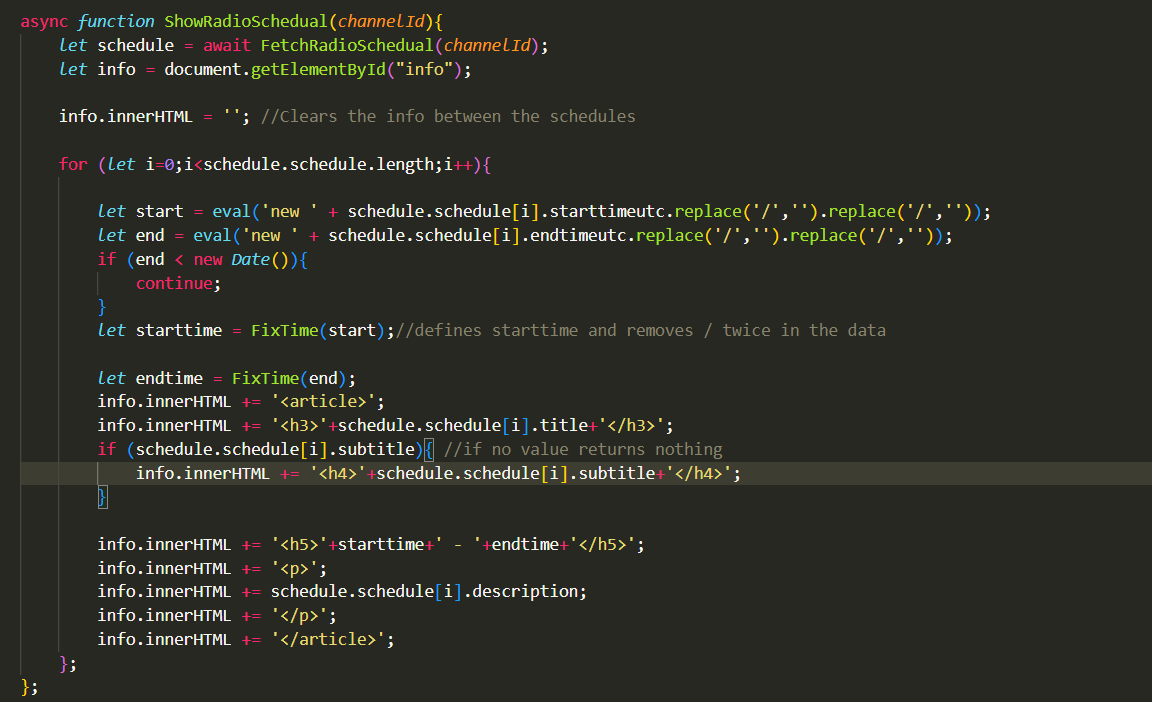 async function ShowRadioSchedual(channelId){
    let schedule = await FetchRadioSchedual(channelId);
    let info = document.getElementById("info");

    info.innerHTML = ''; //Clears the info between the schedules

    for (let i=0;i<schedule.schedule.length;i++){

        let start = eval('new ' + schedule.schedule[i].starttimeutc.replace('/','').replace('/',''));
        let end = eval('new ' + schedule.schedule[i].endtimeutc.replace('/','').replace('/',''));
        if (end < new Date()){
            continue;
        }
        let starttime = FixTime(start);//defines starttime and removes / twice in the data

        let endtime = FixTime(end);
        info.innerHTML += '<article>';
        info.innerHTML += '<h3>'+schedule.schedule[i].title+'</h3>';
        if (schedule.schedule[i].subtitle){ //if no value returns nothing
            info.innerHTML += '<h4>'+schedule.schedule[i].subtitle+'</h4>';
        }

        info.innerHTML += '<h5>'+starttime+' - '+endtime+'</h5>';
        info.innerHTML += '<p>';
        info.innerHTML += schedule.schedule[i].description;
        info.innerHTML += '</p>';
        info.innerHTML += '</article>';
    };
};